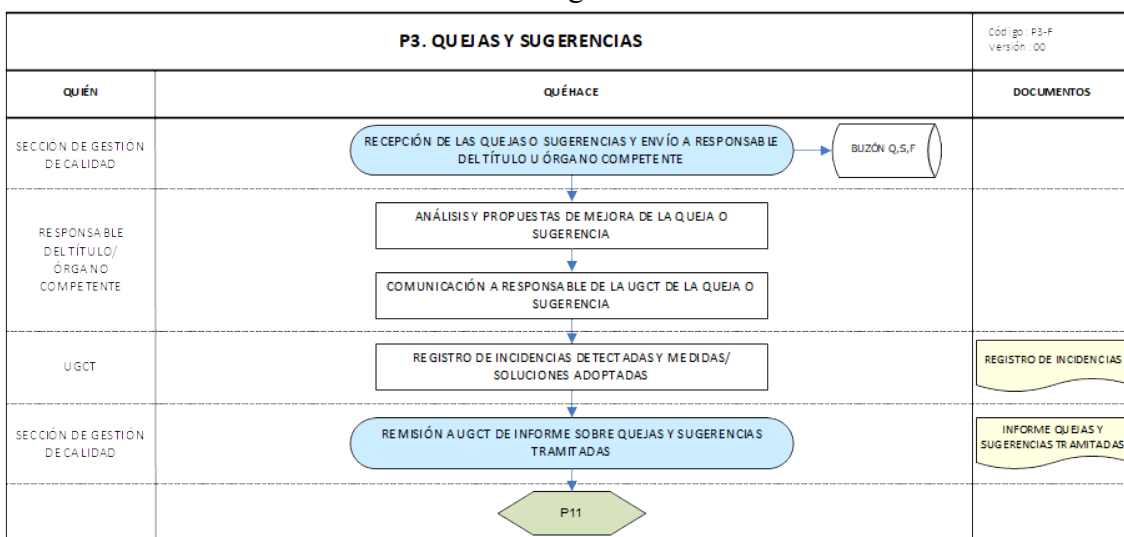 P3. QUEJAS Y SUGERENCIAS
Código: P3-F
Versión: 00
QUIÉN
QUÉ HACE
DOCUMENTOS
SECCIÓN DE GESTIÓN
DE CALIDAD
RECEPCIÓN DE LAS QUEJAS O SUGERENCIAS Y ENVÍO A RESPONSABLE
DEL TÍTULO U ÓRGANO COMPETENTE
BUZÓN Q,S,F
RESPONSABLE
DEL TÍTULO/
ÓRGANO
COMPETENTE
ANÁLISIS Y PROPUESTAS DE MEJORA DE LA QUEJA O
SUGERENCIA
COMUNICACIÓN A RESPONSABLE DE LA UGCT DE LA QUEJA O
SUGERENCIA
UGCT
REGISTRO DE INCIDENCIAS DETECTADAS Y MEDIDAS/
SOLUCIONES ADOPTADAS
REGISTRO DE INCIDENCIAS
SECCIÓN DE GESTIÓN
DE CALIDAD
REMISIÓN A UGCT DE INFORME SOBRE QUEJAS Y SUGERENCIAS
TRAMITADAS
INFORME QUEJAS Y
SUGERENCIAS TRAMITADAS
P11